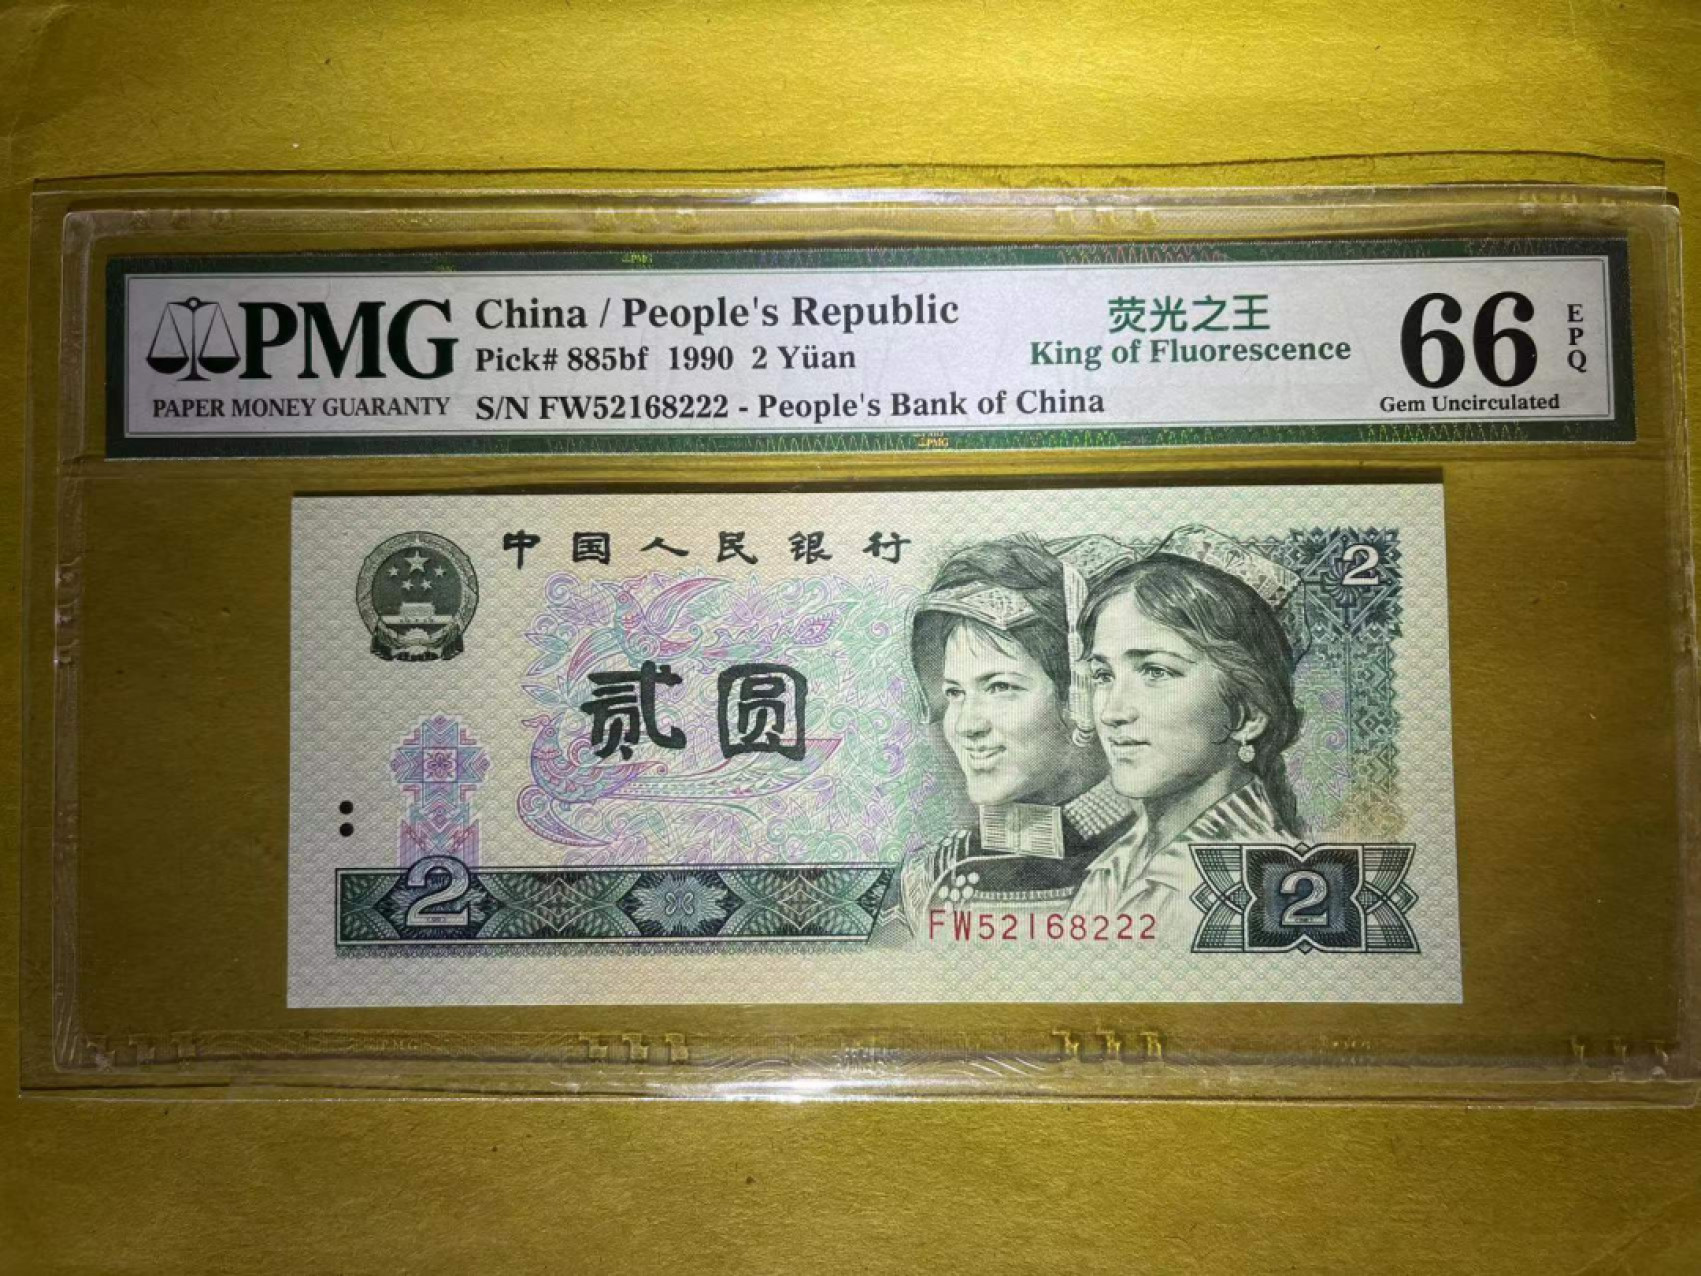 PMG
PAPER MONEY GUARANTY
China / People's Republic
Pick# 885bf 1990 2 Yüan
S/N FW52168222 - People's Bank of China
荧光之王
King of Fluorescence
66
EPQ
Gem Uncirculated
中国人民银行
2
贰圆
2
FW52168222
2